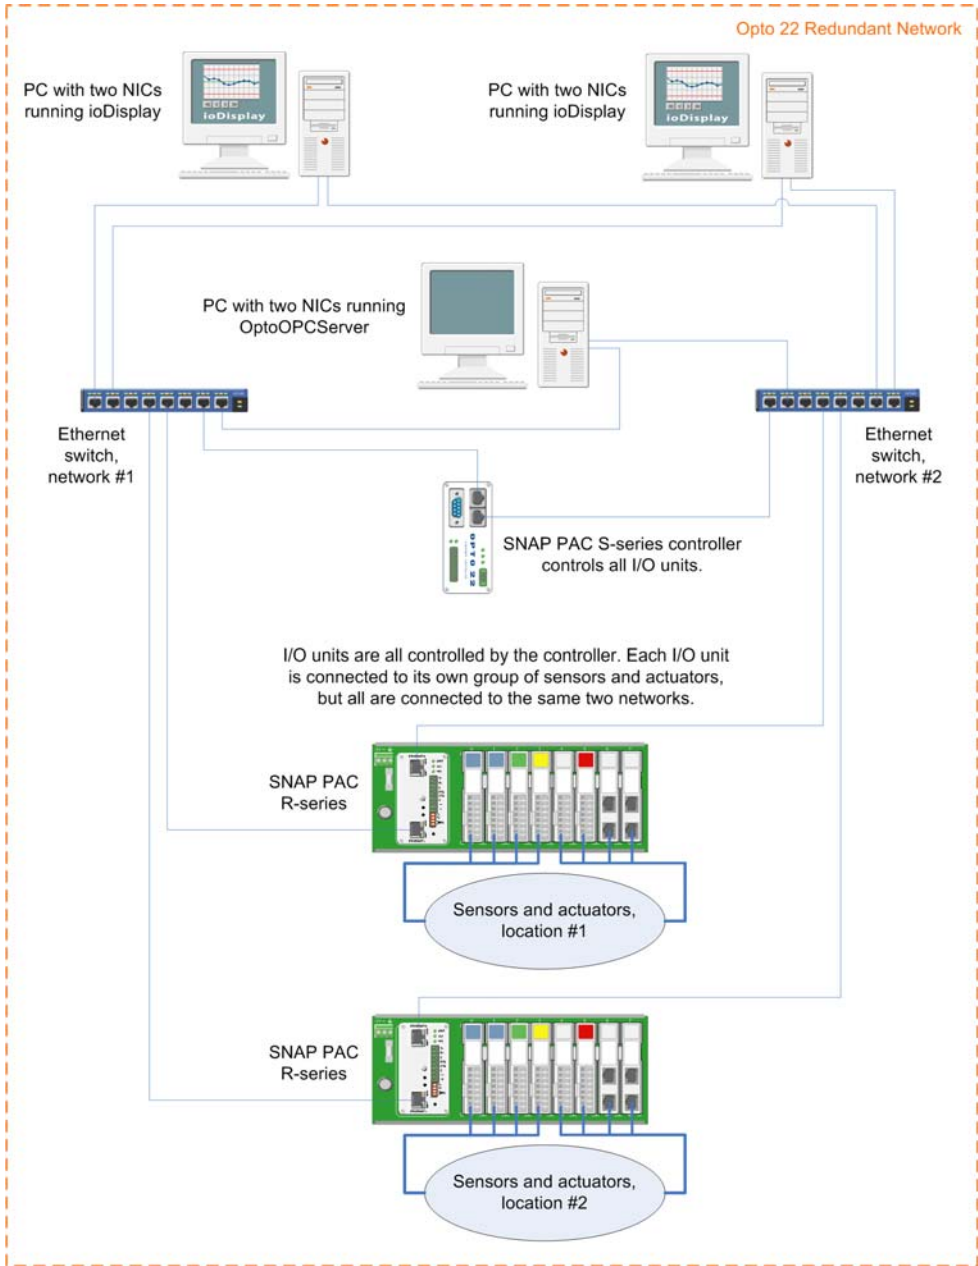 Opto 22 Redundant Network
PC with two NICs
running ioDisplay
ioDisplay
PC with two NICs
running ioDisplay
ioDisplay
PC with two NICs running
OptoOPCServer
Ethernet
switch,
network #1
Ethernet
switch,
network #2
OPTO 22
SNAP PAC S-series controller
controls all I/O units.
I/O units are all controlled by the controller. Each I/O unit
is connected to its own group of sensors and actuators,
but all are connected to the same two networks.
SNAP PAC
R-series
Sensors and actuators,
location #1
SNAP PAC
R-series
Sensors and actuators,
location #2